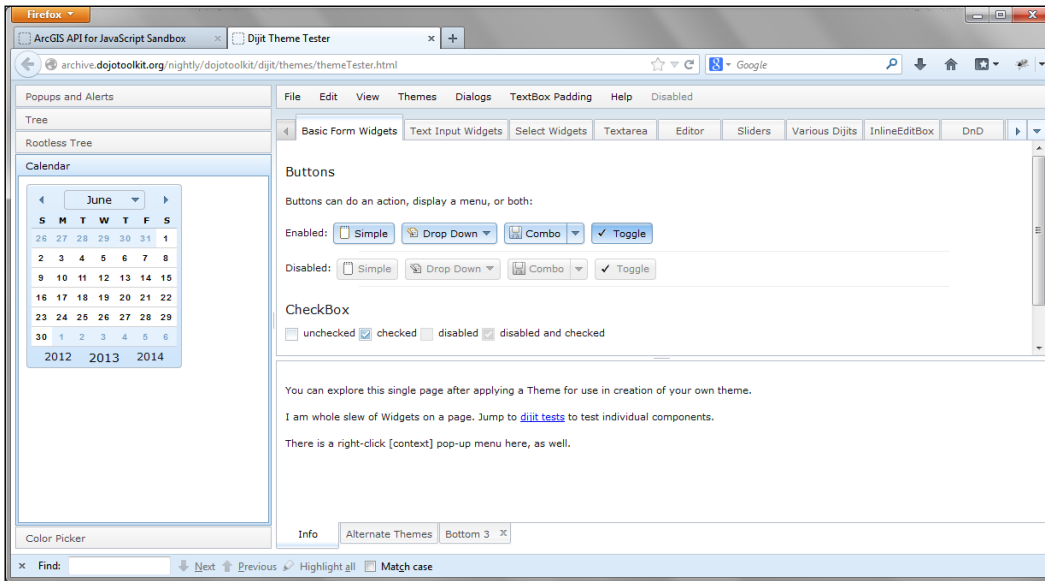 Firefox
ArcGIS API for JavaScript Sandbox × Dijit Theme Tester × +
archive.dojotoolkit.org/nightly/dojotoolkit/dijit/themes/themeTester.html Google
Popups and Alerts
Tree
Rootless Tree
Calendar
June
S M T W T F S
26 27 28 29 30 31 1
2 3 4 5 6 7 8
9 10 11 12 13 14 15
16 17 18 19 20 21 22
23 24 25 26 27 28 29
30 1 2 3 4 5 6
2012 2013 2014
Color Picker
File Edit View Themes Dialogs TextBox Padding Help Disabled
Basic Form Widgets Text Input Widgets Select Widgets Textarea Editor Sliders Various Dijits InlineEditBox DnD
Buttons
Buttons can do an action, display a menu, or both:
Enabled: Simple Drop Down Combo ✓ Toggle
Disabled: Simple Drop Down Combo ✓ Toggle
CheckBox
unchecked checked disabled disabled and checked
You can explore this single page after applying a Theme for use in creation of your own theme.
I am whole slew of Widgets on a page. Jump to dijit tests to test individual components.
There is a right-click [context] pop-up menu here, as well.
Info Alternate Themes Bottom 3 ×
× Find: Next Previous Highlight all Match case